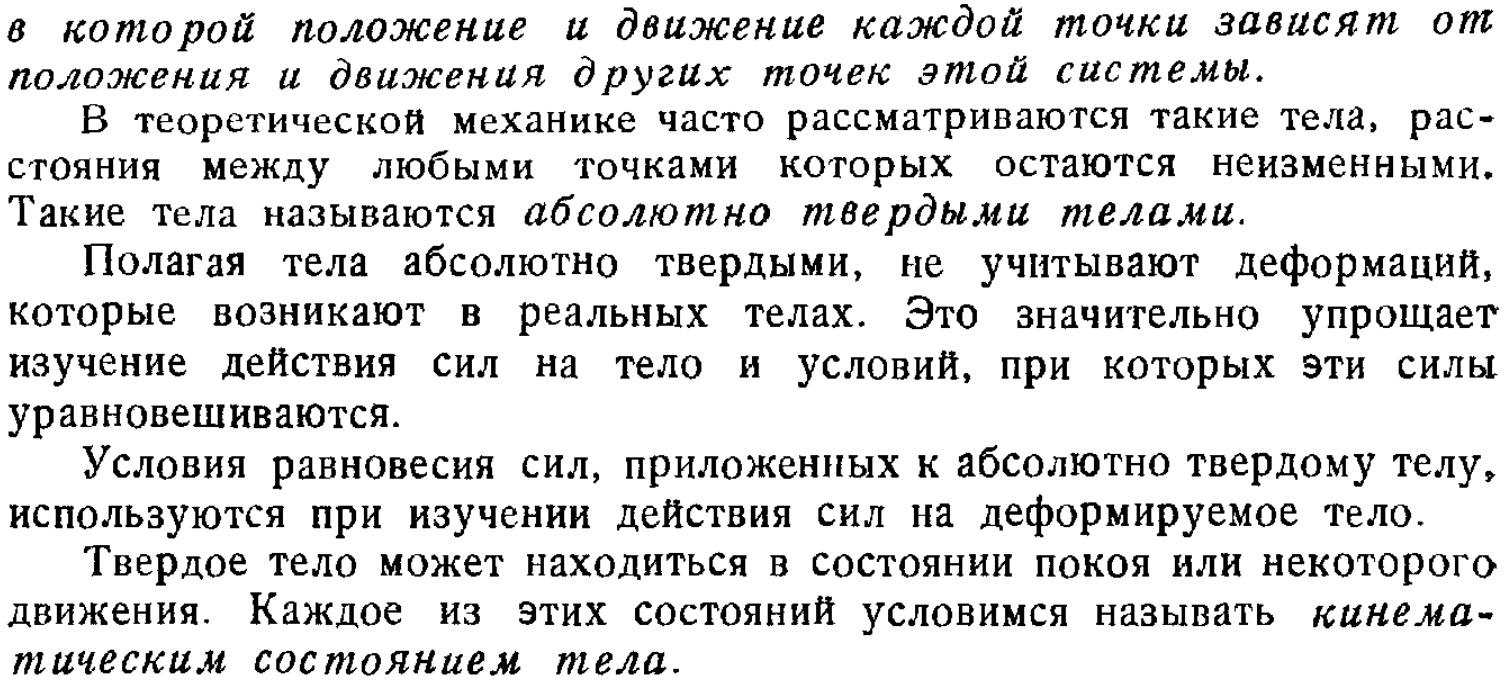 в которой положение и движение каждой точки зависят от
положения и движения других точек этой системы.
В теоретической механике часто рассматриваются такие тела, рас-
стояния между любыми точками которых остаются неизменными.
Такие тела называются абсолютно твердыми телами.
Полагая тела абсолютно твердыми, не учитывают деформаций,
которые возникают в реальных телах. Это значительно упрощает
изучение действия сил на тело и условий, при которых эти силы
уравновешиваются.
Условия равновесия сил, приложенных к абсолютно твердому телу,
используются при изучении действия сил на деформируемое тело.
Твердое тело может находиться в состоянии покоя или некоторого
движения. Каждое из этих состояний условимся называть кинема-
тическим состоянием тела.